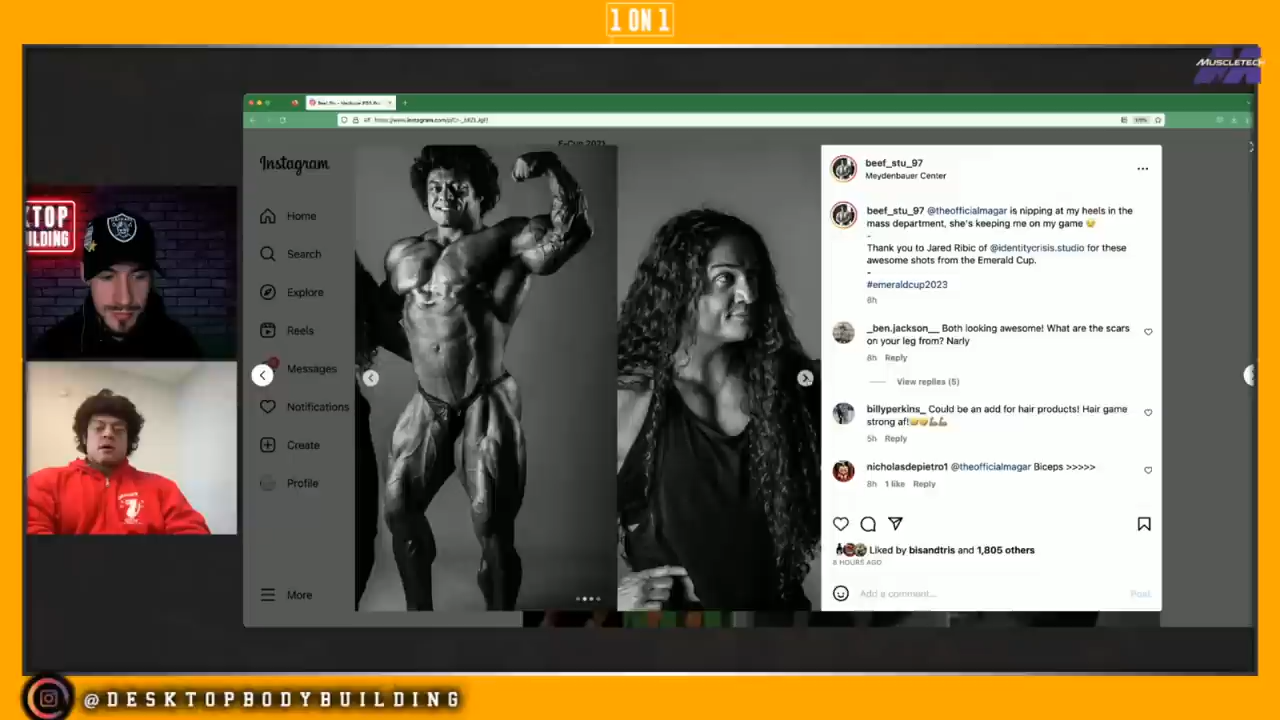 1 ON 1
MUSCLETECH
TOP
ILDING
Instagram
Home
Search
Explore
Reels
Messages
Notifications
Create
Profile
More
beef_stu_97
Meydenbauer Center
beef_stu_97 @theofficialmagar is nipping at my heels in the
mass department, she's keeping me on my game 😉
-
Thank you to Jared Ribic of @identitycrisis.studio for these
awesome shots from the Emerald Cup.
-
#emeraldcup2023
8h
_ben.jackson__ Both looking awesome! What are the scars
on your leg from? Narly
8h Reply
View replies (5)
billyperkins_ Could be an add for hair products! Hair game
strong af!
5h Reply
nicholasdepietro1 @theofficialmagar Biceps >>>>>
8h 1 like Reply
Liked by bisandtris and 1,805 others
8 HOURS AGO
Add a comment...
Post
@DESKTOPBODYBUILDING